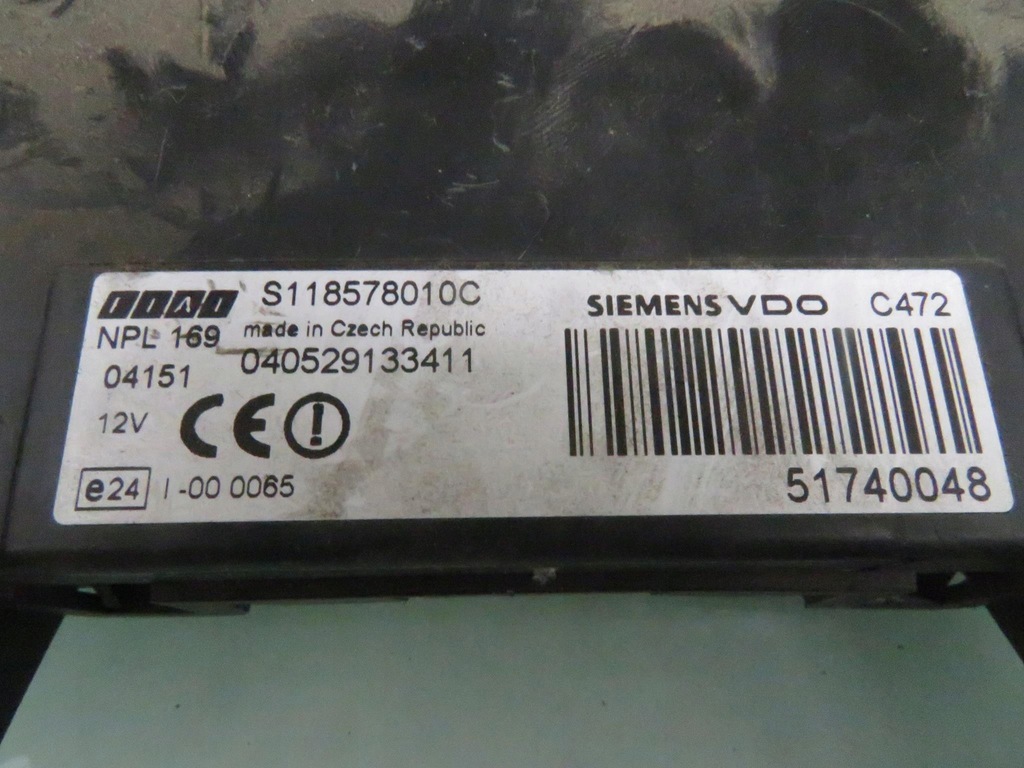 FIAT S118578010C SIEMENS VDO C472
NPL 169 made in Czech Republic
04151 040529133411
12V CE !
e24 I -00 0065 51740048